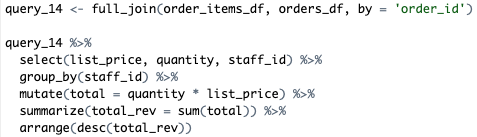 query_14 <- full_join(order_items_df, orders_df, by = 'order_id')
query_14 %>%
select(list_price, quantity, staff_id) %>%
group_by(staff_id) %>%
mutate(total = quantity * list_price) %>%
summarize(total_rev = sum(total)) %>%
arrange(desc(total_rev))